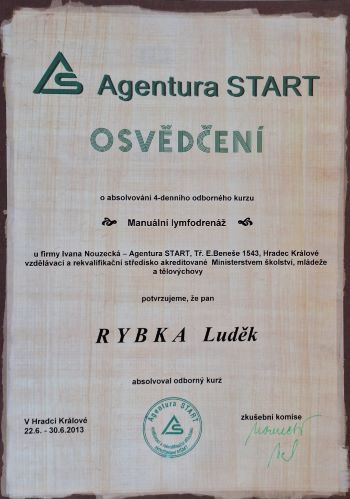 Agentura START
OSVĚDČENÍ
o absolvování 4-denního odborného kurzu
Manuální lymfodrenáž
u firmy Ivana Nouzecká – Agentura START, Tř. E.Beneše 1543, Hradec Králové
vzdělávací a rekvalifikační středisko akreditované Ministerstvem školství, mládeže
a tělovýchovy
potvrzujeme, že pan
RYBKA Luděk
absolvoval odborný kurz
V Hradci Králové
22.6. - 30.6.2013
Agentura START
zkušební komise